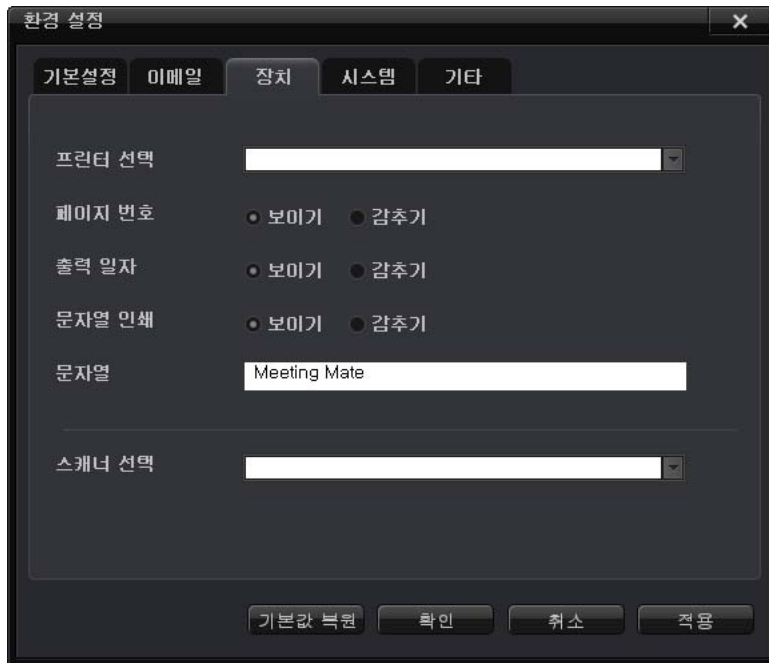 환경 설정
기본설정 이메일 장치 시스템 기타
프린터 선택
페이지 번호 보이기 감추기
출력 일자 보이기 감추기
문자열 인쇄 보이기 감추기
문자열 Meeting Mate
스캐너 선택
기본값 복원 확인 취소 적용